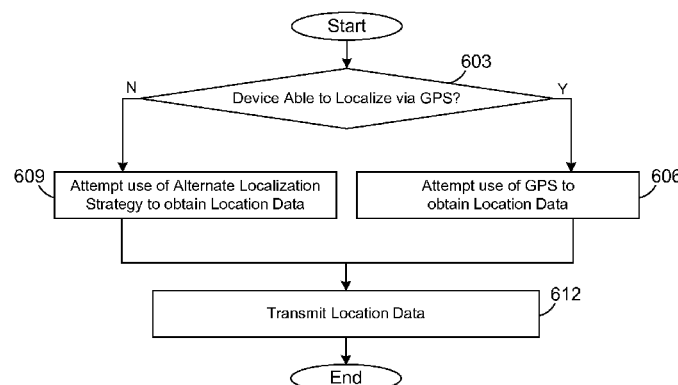 Start
603
N
Device Able to Localize via GPS?
Y
609
Attempt use of Alternate Localization
Strategy to obtain Location Data
Attempt use of GPS to
obtain Location Data
606
Transmit Location Data
612
End